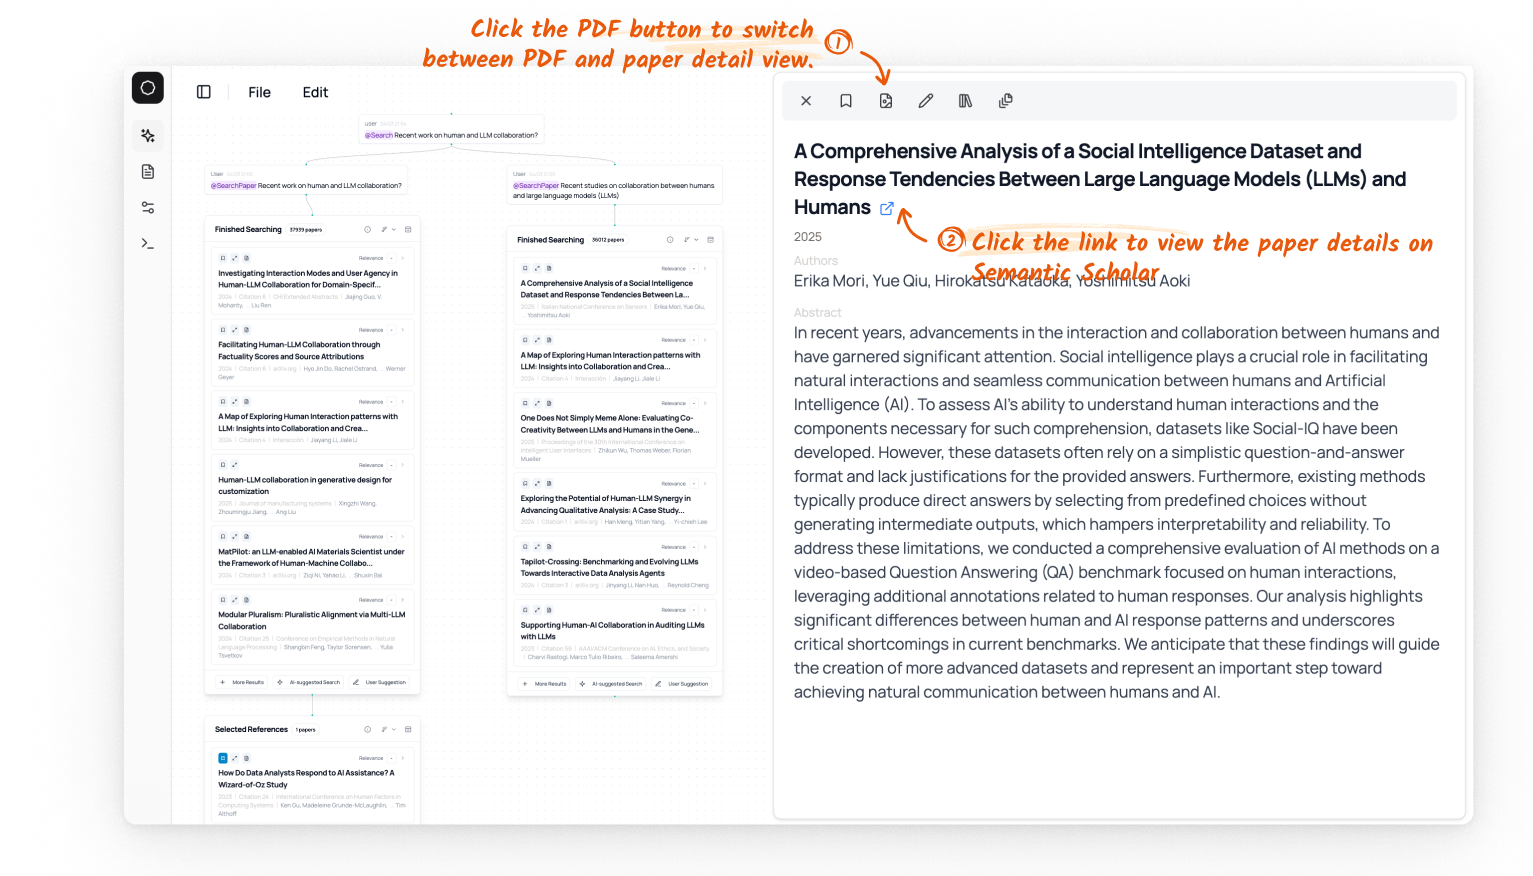 Click the PDF button to switch
between PDF and paper detail view.
1
File Edit
user
@Search Recent work on human and LLM collaboration?
User
@SearchPaper Recent work on human and LLM collaboration?
Finished Searching 37939 papers
Relevance
Investigating Interaction Modes and User Agency in
Human-LLM Collaboration for Domain-Specif...
2024 | Citation 6 | CHI Extended Abstracts | Jiajing Guo, V.
Mohanty, ... Liu Ren
Relevance
Facilitating Human-LLM Collaboration through
Factuality Scores and Source Attributions
2024 | Citation 6 | arXiv.org | Hyo Jin Do, Rachel Ostrand, ... Werner
Geyer
Relevance
A Map of Exploring Human Interaction patterns with
LLM: Insights into Collaboration and Crea...
2024 | Citation 4 | Interacción | Jiayang Li, Jiale Li
Relevance
Human-LLM collaboration in generative design for
customization
2025 | Journal of manufacturing systems | Xingzhi Wang,
Zhoumingju Jiang, ... Ang Liu
Relevance
MatPilot: an LLM-enabled AI Materials Scientist under
the Framework of Human-Machine Collabo...
2024 | Citation 3 | arXiv.org | Ziqi Ni, Yahao Li, ... Shuxin Bai
Relevance
Modular Pluralism: Pluralistic Alignment via Multi-LLM
Collaboration
2024 | Citation 25 | Conference on Empirical Methods in Natural
Language Processing | Shangbin Feng, Taylor Sorensen, ... Yulia
Tsvetkov
More Results AI-suggested Search User Suggestion
Selected References 1 papers
Relevance
How Do Data Analysts Respond to AI Assistance? A
Wizard-of-Oz Study
2023 | Citation 24 | International Conference on Human Factors in
Computing Systems | Ken Gu, Madeleine Grunde-McLaughlin, ... Tim
Althoff
User
@SearchPaper Recent studies on collaboration between humans
and large language models (LLMs)
Finished Searching 36012 papers
Relevance
A Comprehensive Analysis of a Social Intelligence
Dataset and Response Tendencies Between La...
2025 | Italian National Conference on Sensors | Erika Mori, Yue Qiu,
... Yoshimitsu Aoki
Relevance
A Map of Exploring Human Interaction patterns with
LLM: Insights into Collaboration and Crea...
2024 | Citation 4 | Interacción | Jiayang Li, Jiale Li
Relevance
One Does Not Simply Meme Alone: Evaluating Co-
Creativity Between LLMs and Humans in the Gene...
2025 | Proceedings of the 30th International Conference on
Intelligent User Interfaces | Zhikun Wu, Thomas Weber, Florian
Mueller
Relevance
Exploring the Potential of Human-LLM Synergy in
Advancing Qualitative Analysis: A Case Study...
2024 | Citation 1 | arXiv.org | Han Meng, Yitian Yang, ... Yi-chieh Lee
Relevance
Tapilot-Crossing: Benchmarking and Evolving LLMs
Towards Interactive Data Analysis Agents
2024 | Citation 3 | arXiv.org | Jinyang Li, Nan Huo, ... Reynold Cheng
Relevance
Supporting Human-AI Collaboration in Auditing LLMs
with LLMs
2023 | Citation 59 | AAAI/ACM Conference on AI, Ethics, and Society
| Charvi Rastogi, Marco Tulio Ribeiro, ... Saleema Amershi
More Results AI-suggested Search User Suggestion
A Comprehensive Analysis of a Social Intelligence Dataset and
Response Tendencies Between Large Language Models (LLMs) and
Humans
2025
2 Click the link to view the paper details on
Semantic Scholar
Authors
Erika Mori, Yue Qiu, Hirokatsu Kataoka, Yoshimitsu Aoki
Abstract
In recent years, advancements in the interaction and collaboration between humans and
have garnered significant attention. Social intelligence plays a crucial role in facilitating
natural interactions and seamless communication between humans and Artificial
Intelligence (AI). To assess AI's ability to understand human interactions and the
components necessary for such comprehension, datasets like Social-IQ have been
developed. However, these datasets often rely on a simplistic question-and-answer
format and lack justifications for the provided answers. Furthermore, existing methods
typically produce direct answers by selecting from predefined choices without
generating intermediate outputs, which hampers interpretability and reliability. To
address these limitations, we conducted a comprehensive evaluation of AI methods on a
video-based Question Answering (QA) benchmark focused on human interactions,
leveraging additional annotations related to human responses. Our analysis highlights
significant differences between human and AI response patterns and underscores
critical shortcomings in current benchmarks. We anticipate that these findings will guide
the creation of more advanced datasets and represent an important step toward
achieving natural communication between humans and AI.